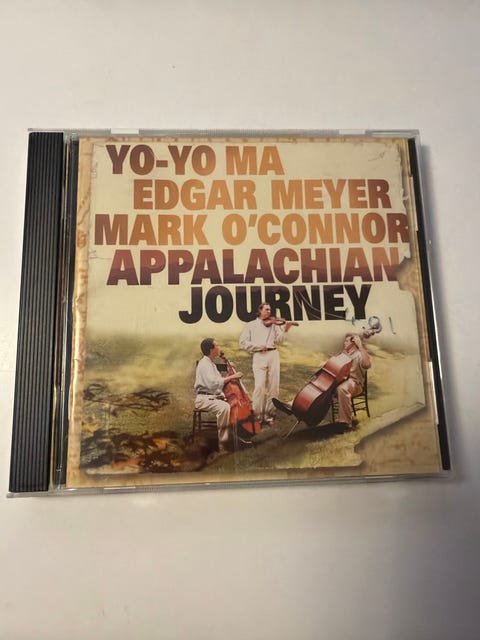 YO-YO MA
EDGAR MEYER
MARK O'CONNOR
APPALACHIAN
JOURNEY